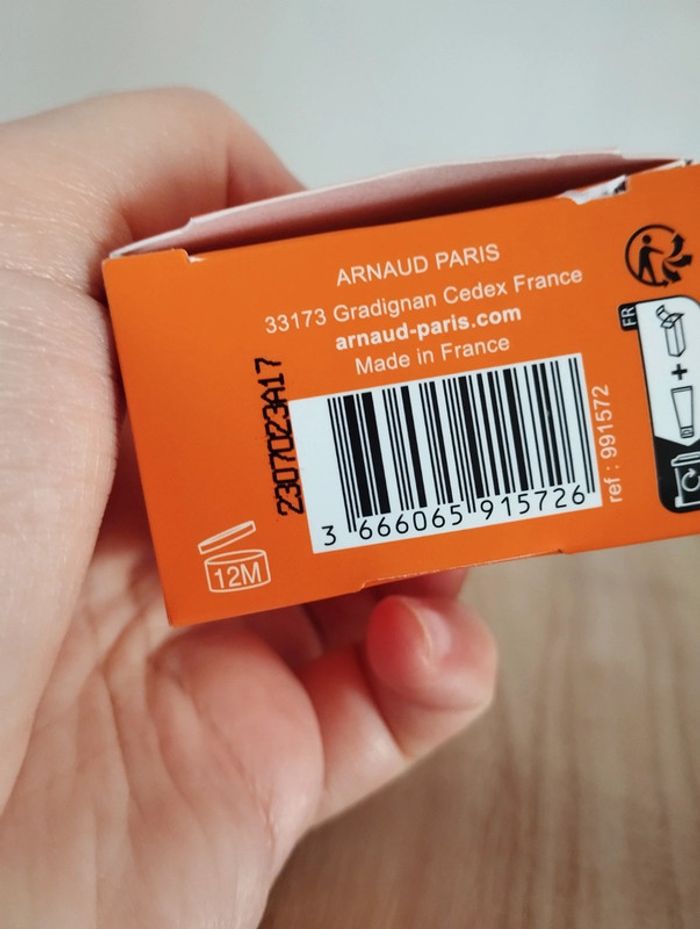 ARNAUD PARIS
33173 Gradignan Cedex France
arnaud-paris.com
Made in France
2307023A17
3 666065 915726
ref : 991572
12M
FR
+